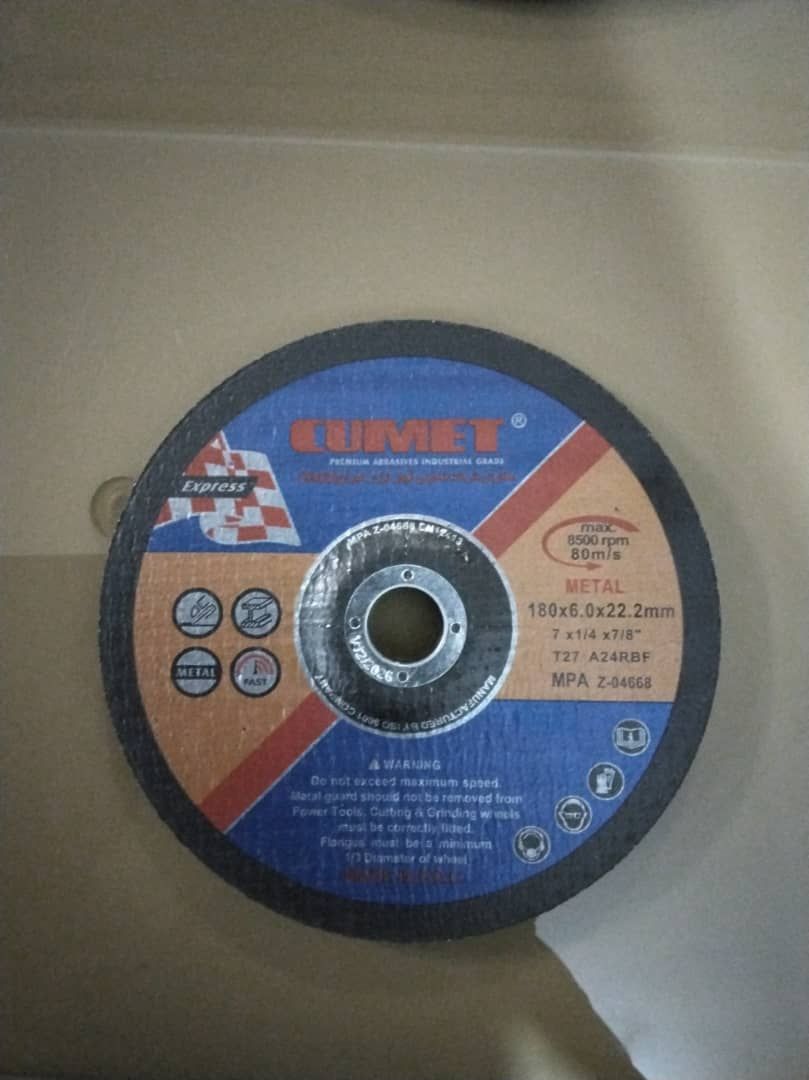 CUMET ®
PREMIUM ABRASIVES INDUSTRIAL GRADE
Express
max.
8500 rpm
80m/s
METAL
180x6.0x22.2mm
7 x1/4 x7/8"
T27 A24RBF
MPA Z-04668
METAL
FAST
MPA Z-04668
V12/2026
MANUFACTURED BY ISO 9001 COMPANY
WARNING
Do not exceed maximum speed.
Metal guard should not be removed from
Power Tools, Cutting & Grinding wheels
must be correctly fitted.
Flangus must be a minimum
1/3 Diameter of wheel